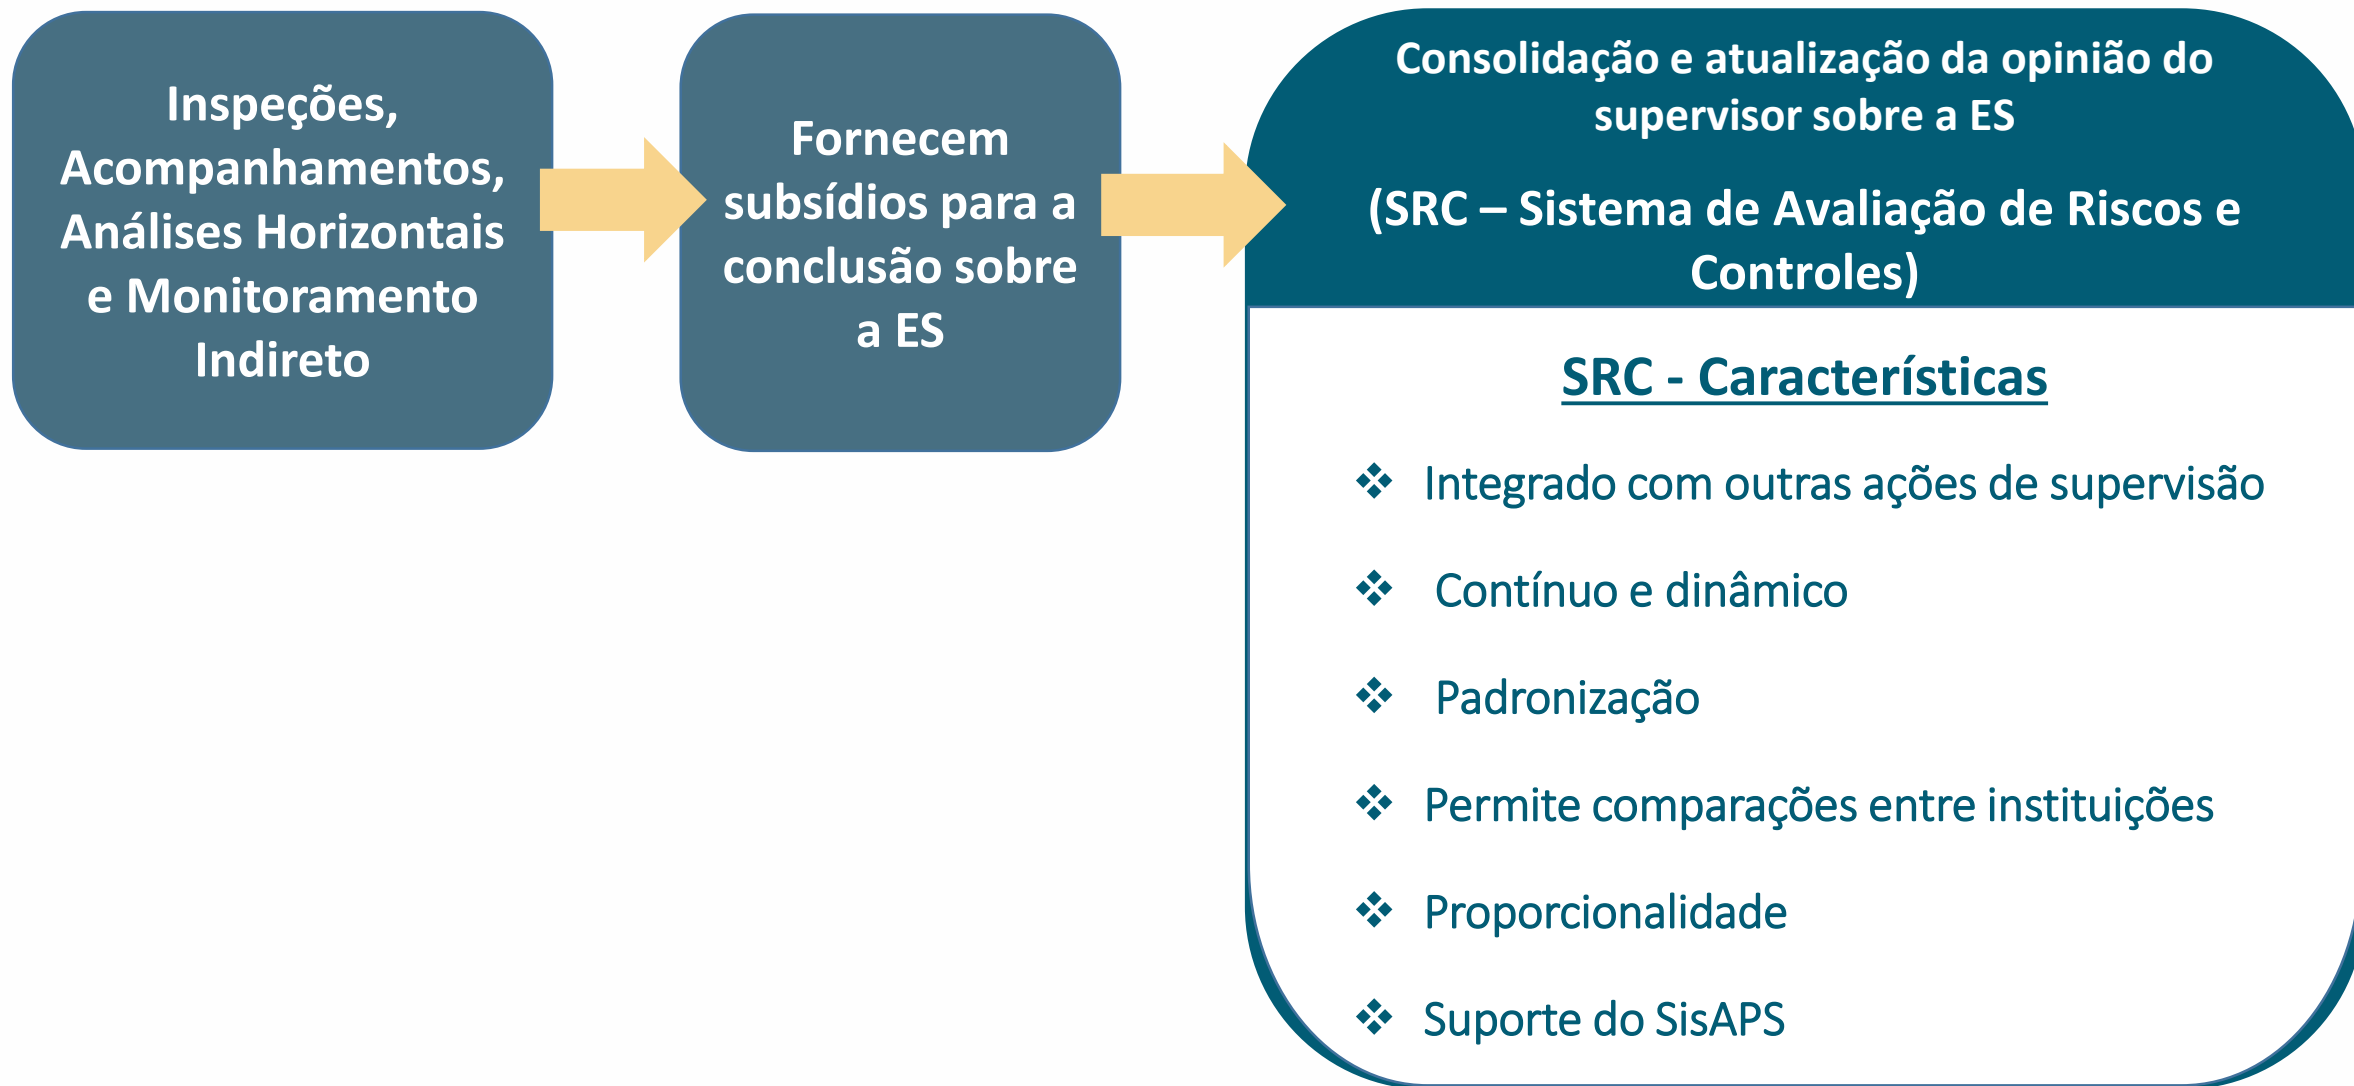 Inspeções,
Acompanhamentos,
Análises Horizontais
e Monitoramento
Indireto
Fornecem
subsídios para a
conclusão sobre
a ES
Consolidação e atualização da opinião do
supervisor sobre a ES
(SRC – Sistema de Avaliação de Riscos e
Controles)
SRC - Características
❖ Integrado com outras ações de supervisão
❖ Contínuo e dinâmico
❖ Padronização
❖ Permite comparações entre instituições
❖ Proporcionalidade
❖ Suporte do SisAPS